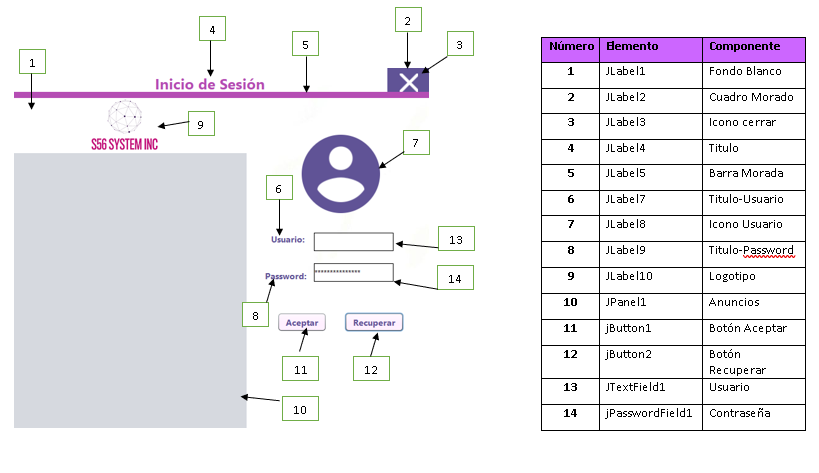 2
4
5
3
1
Inicio de Sesión
9
S56 SYSTEM INC
7
6
Usuario:
13
Password:
***************
14
8
Aceptar
Recuperar
11
12
10
Número Elemento Componente
1 JLabel1 Fondo Blanco
2 JLabel2 Cuadro Morado
3 JLabel3 Icono cerrar
4 JLabel4 Titulo
5 JLabel5 Barra Morada
6 JLabel7 Titulo-Usuario
7 JLabel8 Icono Usuario
8 JLabel9 Titulo-Password
9 JLabel10 Logotipo
10 JPanel1 Anuncios
11 jButton1 Botón Aceptar
12 jButton2 Botón
Recuperar
13 JTextField1 Usuario
14 jPasswordField1 Contraseña